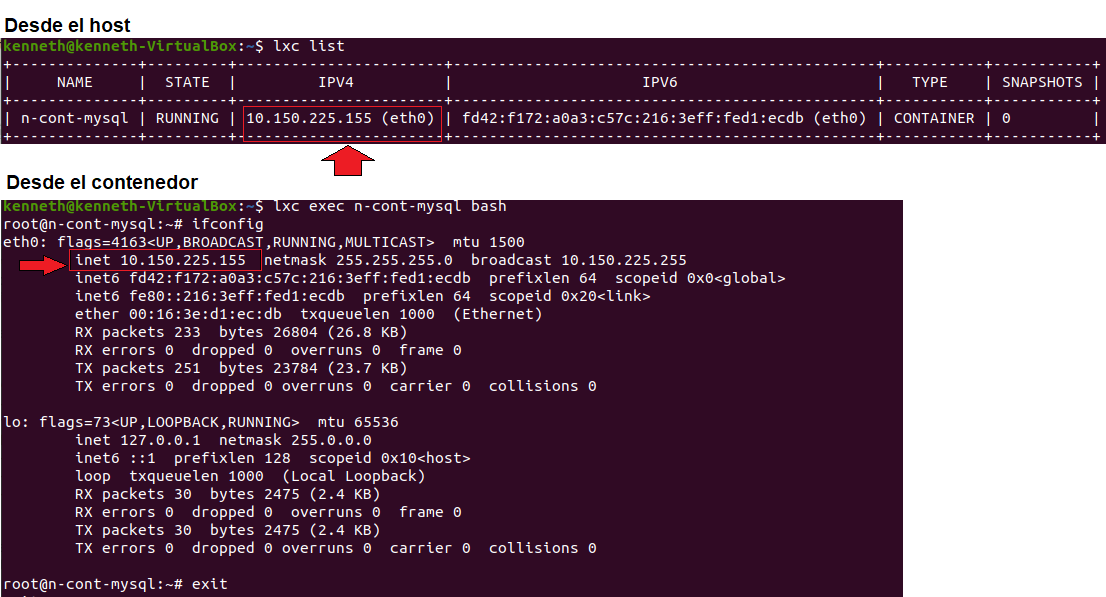 Desde el host
kenneth@kenneth-VirtualBox:~$ lxc list
+--------------+---------+-----------------------+-----------------------------------------------+-----------+-----------+
|     NAME     |  STATE  |         IPV4          |                     IPV6                      |   TYPE    | SNAPSHOTS |
+--------------+---------+-----------------------+-----------------------------------------------+-----------+-----------+
| n-cont-mysql | RUNNING | 10.150.225.155 (eth0) | fd42:f172:a0a3:c57c:216:3eff:fed1:ecdb (eth0) | CONTAINER | 0         |
+--------------+---------+-----------------------+-----------------------------------------------+-----------+-----------+
Desde el contenedor
kenneth@kenneth-VirtualBox:~$ lxc exec n-cont-mysql bash
root@n-cont-mysql:~# ifconfig
eth0: flags=4163<UP,BROADCAST,RUNNING,MULTICAST>  mtu 1500
        inet 10.150.225.155  netmask 255.255.255.0  broadcast 10.150.225.255
        inet6 fd42:f172:a0a3:c57c:216:3eff:fed1:ecdb  prefixlen 64  scopeid 0x0<global>
        inet6 fe80::216:3eff:fed1:ecdb  prefixlen 64  scopeid 0x20<link>
        ether 00:16:3e:d1:ec:db  txqueuelen 1000  (Ethernet)
        RX packets 233  bytes 26804 (26.8 KB)
        RX errors 0  dropped 0  overruns 0  frame 0
        TX packets 251  bytes 23784 (23.7 KB)
        TX errors 0  dropped 0 overruns 0  carrier 0  collisions 0
lo: flags=73<UP,LOOPBACK,RUNNING>  mtu 65536
        inet 127.0.0.1  netmask 255.0.0.0
        inet6 ::1  prefixlen 128  scopeid 0x10<host>
        loop  txqueuelen 1000  (Local Loopback)
        RX packets 30  bytes 2475 (2.4 KB)
        RX errors 0  dropped 0  overruns 0  frame 0
        TX packets 30  bytes 2475 (2.4 KB)
        TX errors 0  dropped 0 overruns 0  carrier 0  collisions 0
root@n-cont-mysql:~# exit